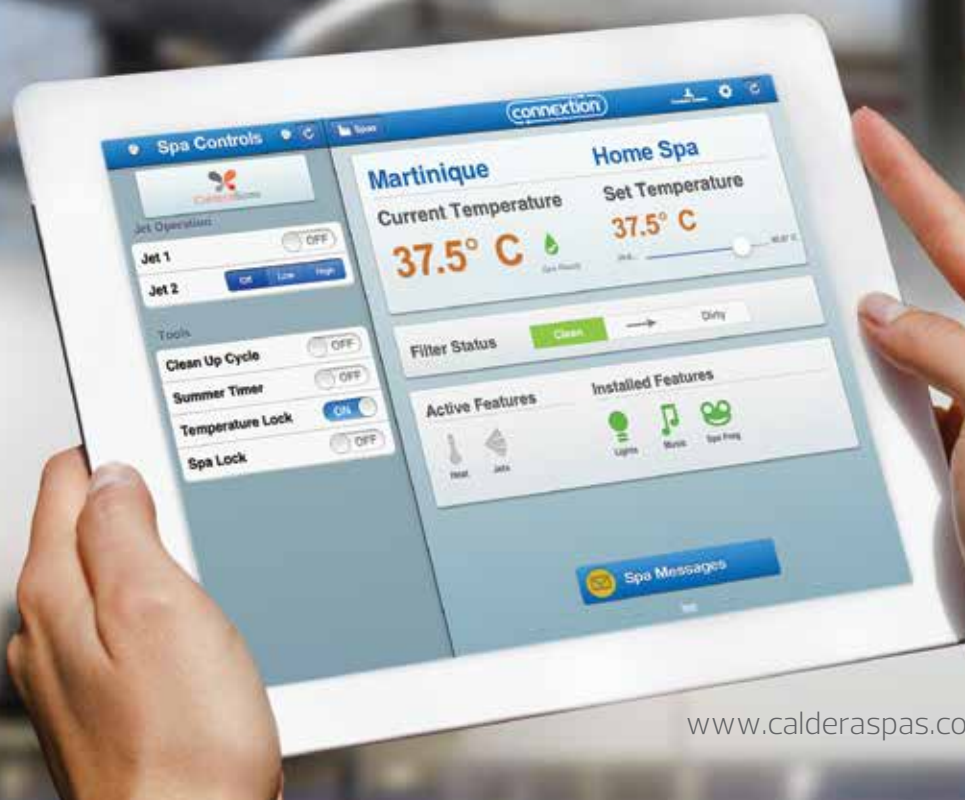 Spa Controls
CalderaSpas
Jet Operation
Jet 1
OFF
Jet 2
Off Low High
Tools
Clean Up Cycle
OFF
Summer Timer
OFF
Temperature Lock
ON
Spa Lock
OFF
Spas
connextion
Martinique
Home Spa
Current Temperature
Set Temperature
37.5° C
Spa Ready
37.5° C
Filter Status
Clean
Dirty
Active Features
Installed Features
Heat
Jets
Lights
Music
Spa Frog
Spa Messages
www.calderaspas.co